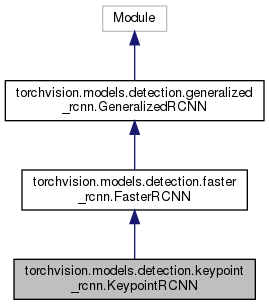 Module
torchvision.models.detection.generalized
_rcnn.GeneralizedRCNN
torchvision.models.detection.faster
_rcnn.FasterRCNN
torchvision.models.detection.keypoint
_rcnn.KeypointRCNN